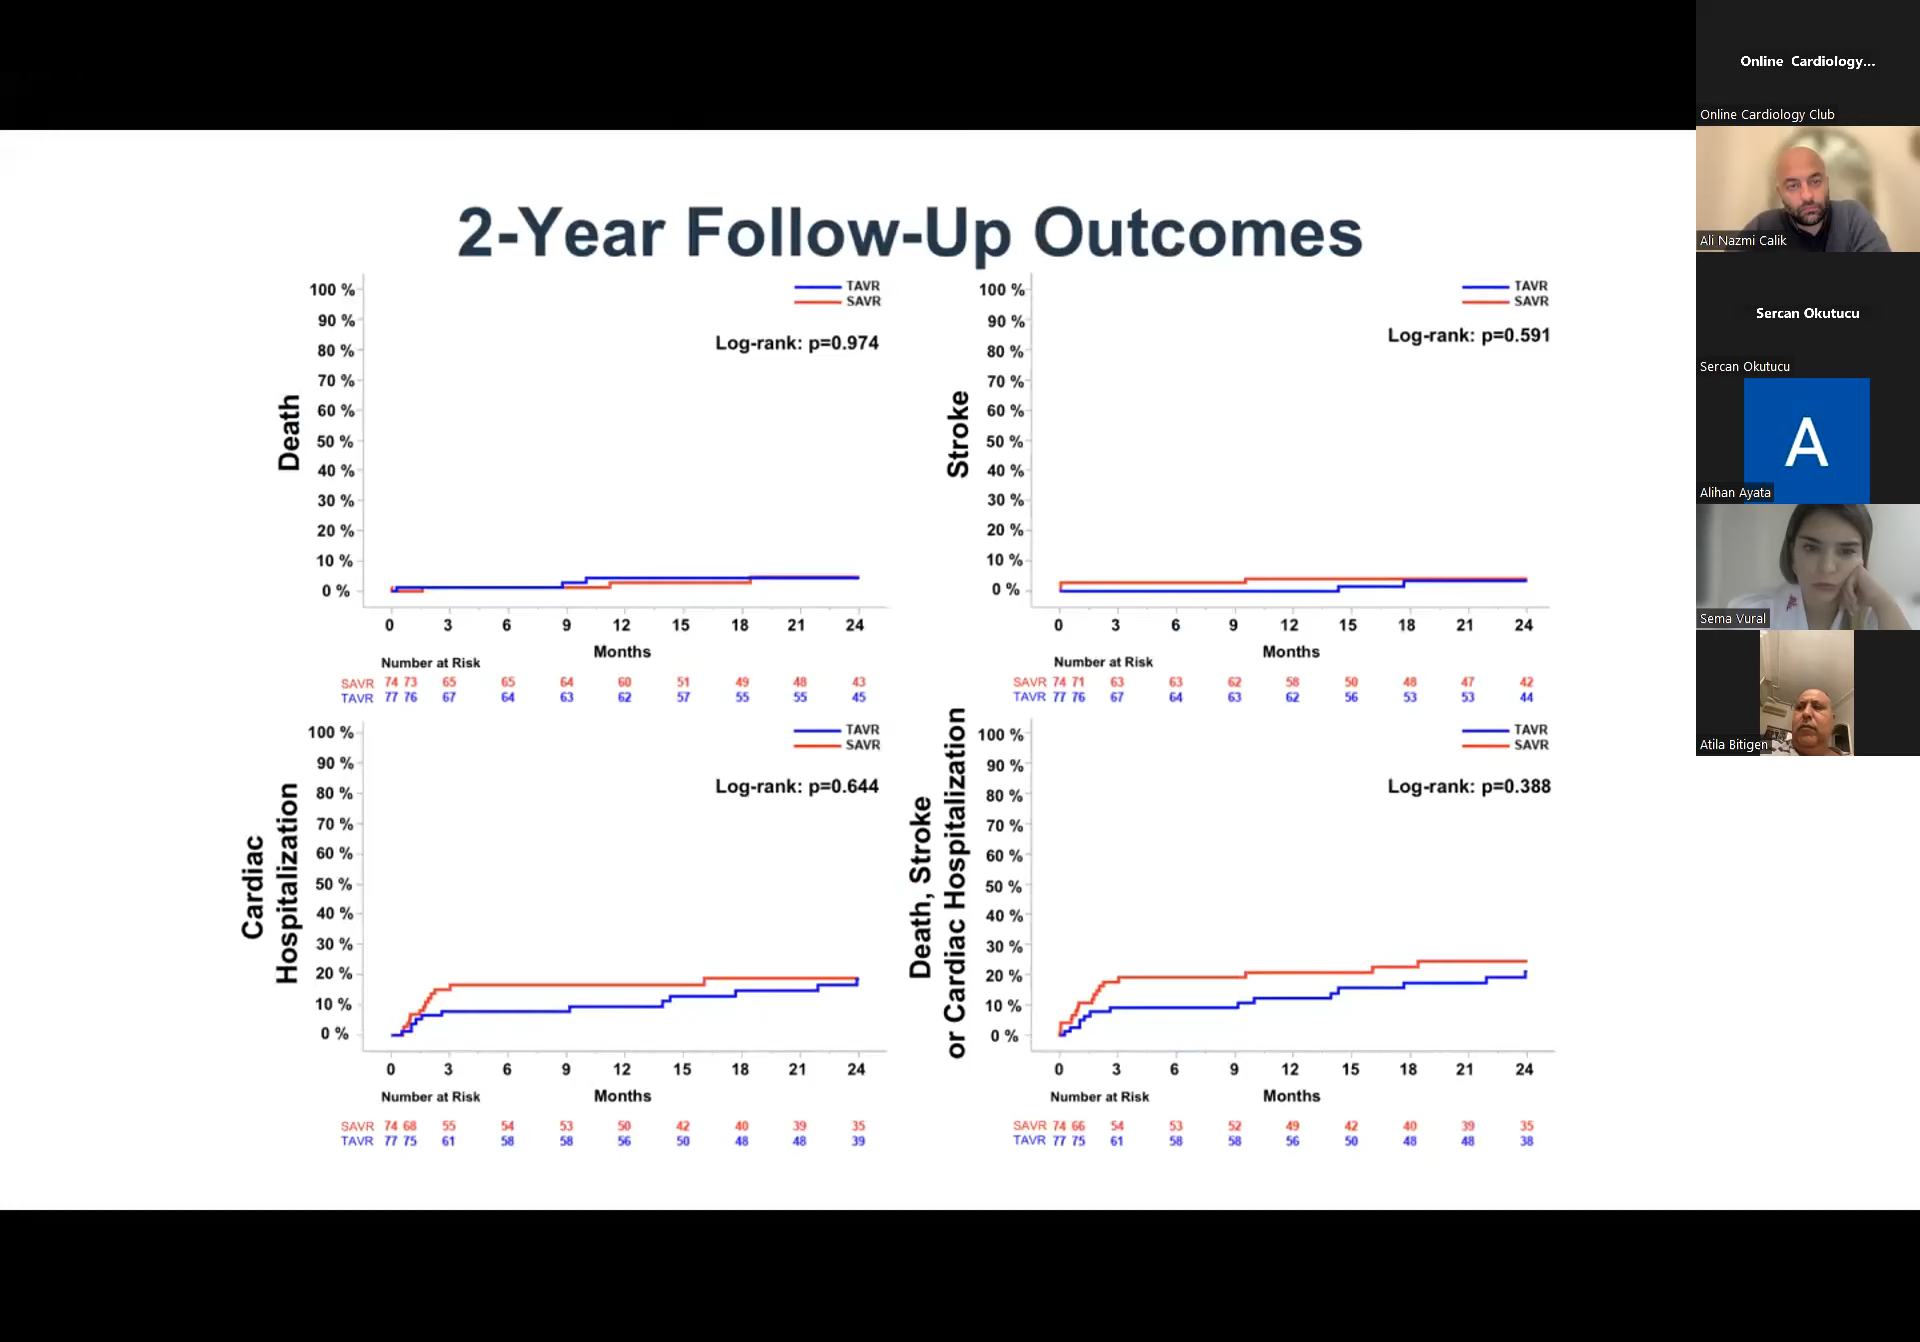 2-Year Follow-Up Outcomes
Death
100 %
90 %
80 %
70 %
60 %
50 %
40 %
30 %
20 %
10 %
0 %
TAVR
SAVR
Log-rank: p=0.974
0 3 6 9 12 15 18 21 24
Months
Number at Risk
SAVR 74 73 65 65 64 60 51 49 48 43
TAVR 77 76 67 64 63 62 57 55 55 45
Stroke
100 %
90 %
80 %
70 %
60 %
50 %
40 %
30 %
20 %
10 %
0 %
TAVR
SAVR
Log-rank: p=0.591
0 3 6 9 12 15 18 21 24
Months
Number at Risk
SAVR 74 71 63 63 62 58 50 48 47 42
TAVR 77 76 67 64 63 62 56 53 53 44
Cardiac
Hospitalization
100 %
90 %
80 %
70 %
60 %
50 %
40 %
30 %
20 %
10 %
0 %
TAVR
SAVR
Log-rank: p=0.644
0 3 6 9 12 15 18 21 24
Number at Risk
Months
SAVR 74 68 55 54 53 50 42 40 39 35
TAVR 77 75 61 58 58 56 50 48 48 39
Death, Stroke
or Cardiac Hospitalization
100 %
90 %
80 %
70 %
60 %
50 %
40 %
30 %
20 %
10 %
0 %
TAVR
SAVR
Log-rank: p=0.388
0 3 6 9 12 15 18 21 24
Number at Risk
Months
SAVR 74 66 54 53 52 49 42 40 39 35
TAVR 77 75 61 58 58 56 50 48 48 38
Online Cardiology...
Online Cardiology Club
Ali Nazmi Calik
Sercan Okutucu
Sercan Okutucu
A
Alihan Ayata
Sema Vural
Atila Bitigen